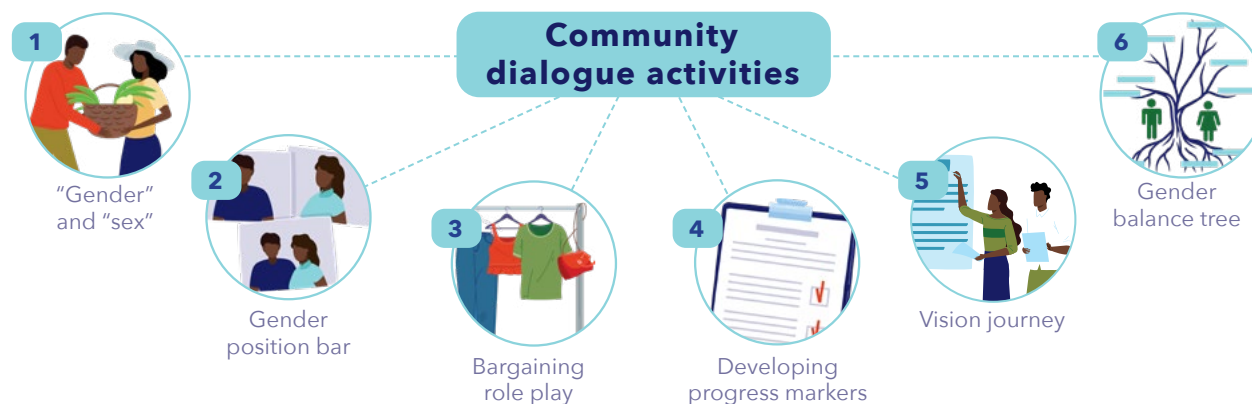 Community
dialogue activities
1
“Gender”
and “sex”
2
Gender
position bar
3
Bargaining
role play
4
Developing
progress markers
5
Vision journey
6
Gender
balance tree